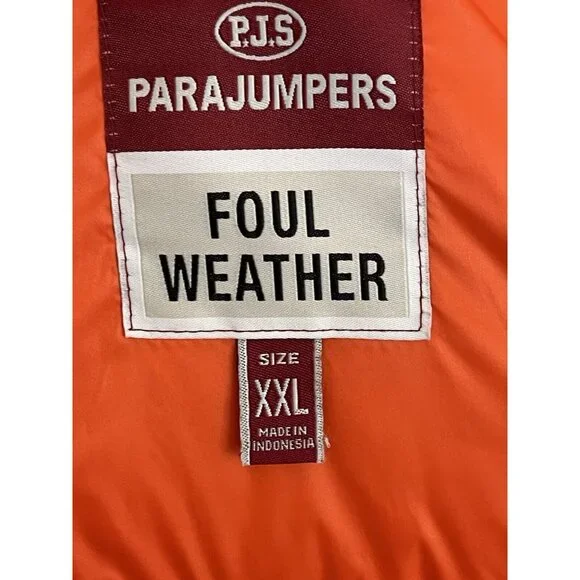 P.J.S
PARAJUMPERS
FOUL
WEATHER
SIZE
XXL
MADE IN
INDONESIA